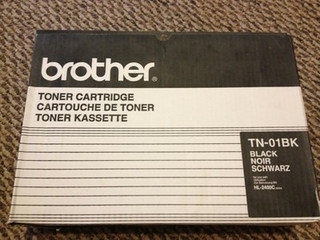 brother®
TONER CARTRIDGE
CARTOUCHE DE TONER
TONER KASSETTE
TN-01BK
BLACK
NOIR
SCHWARZ
HL-2400C